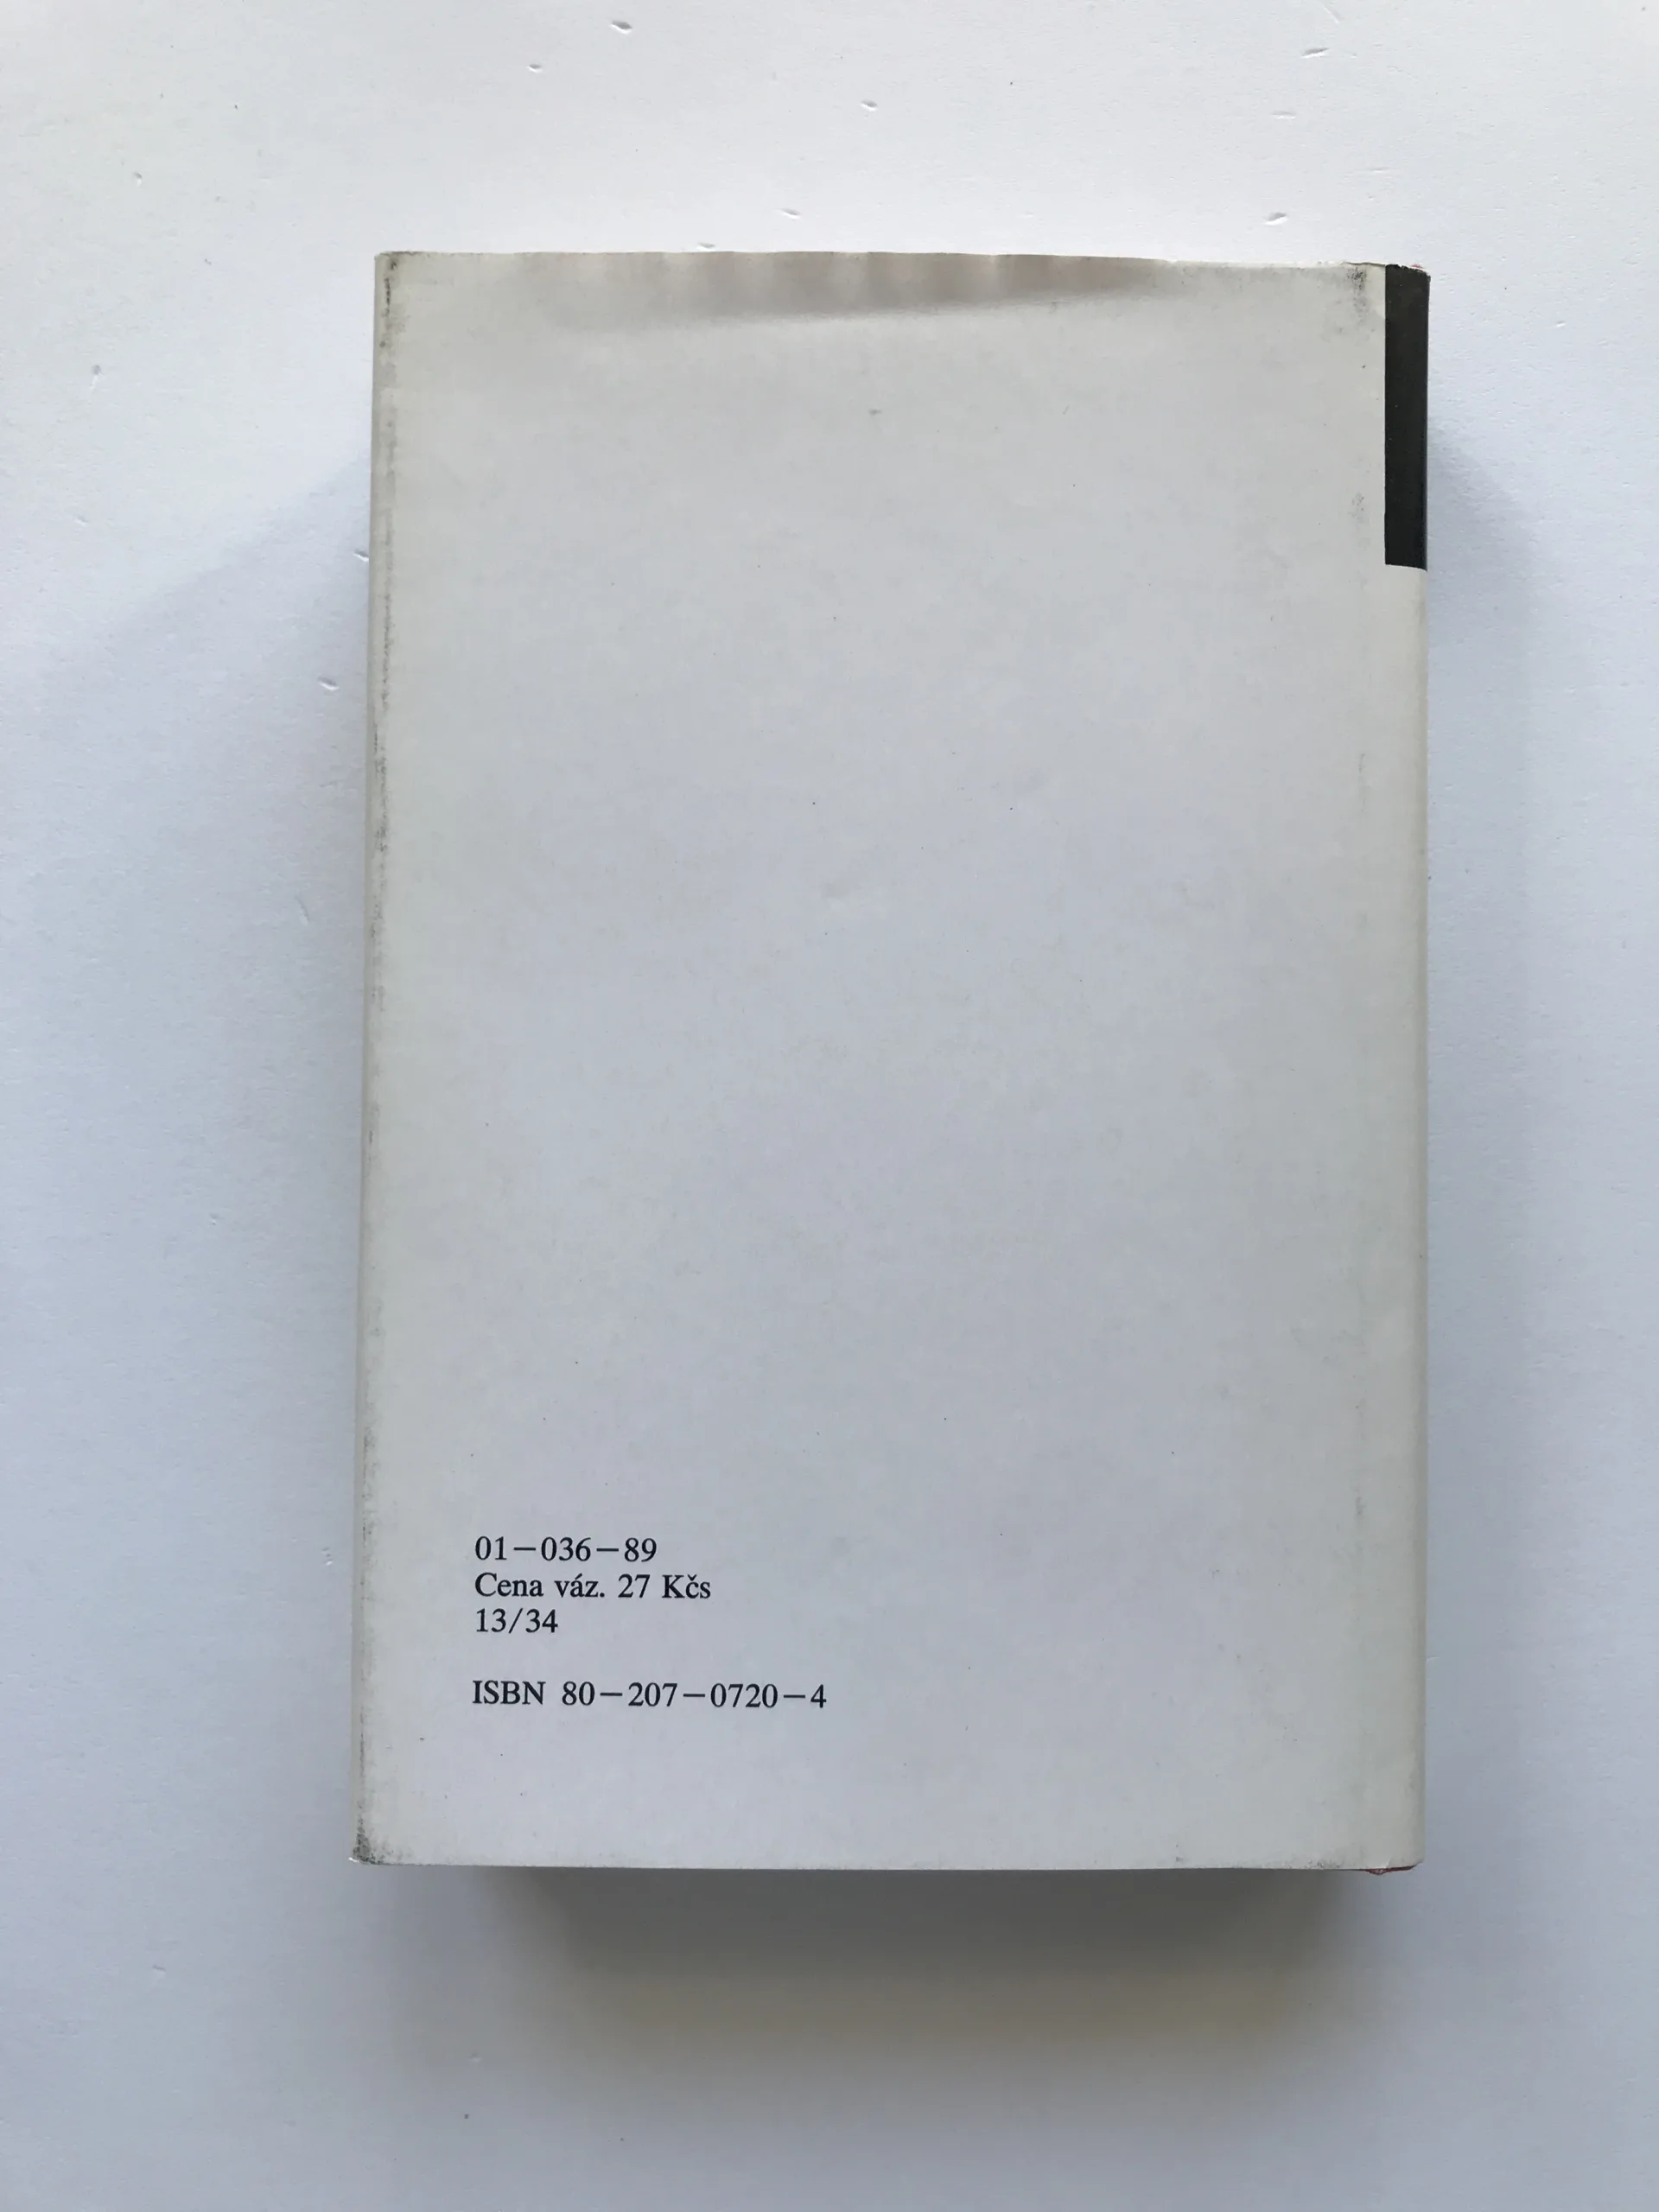 01—036—89
Cena váz. 27 Kčs
13/34
ISBN 80—207—0720—4